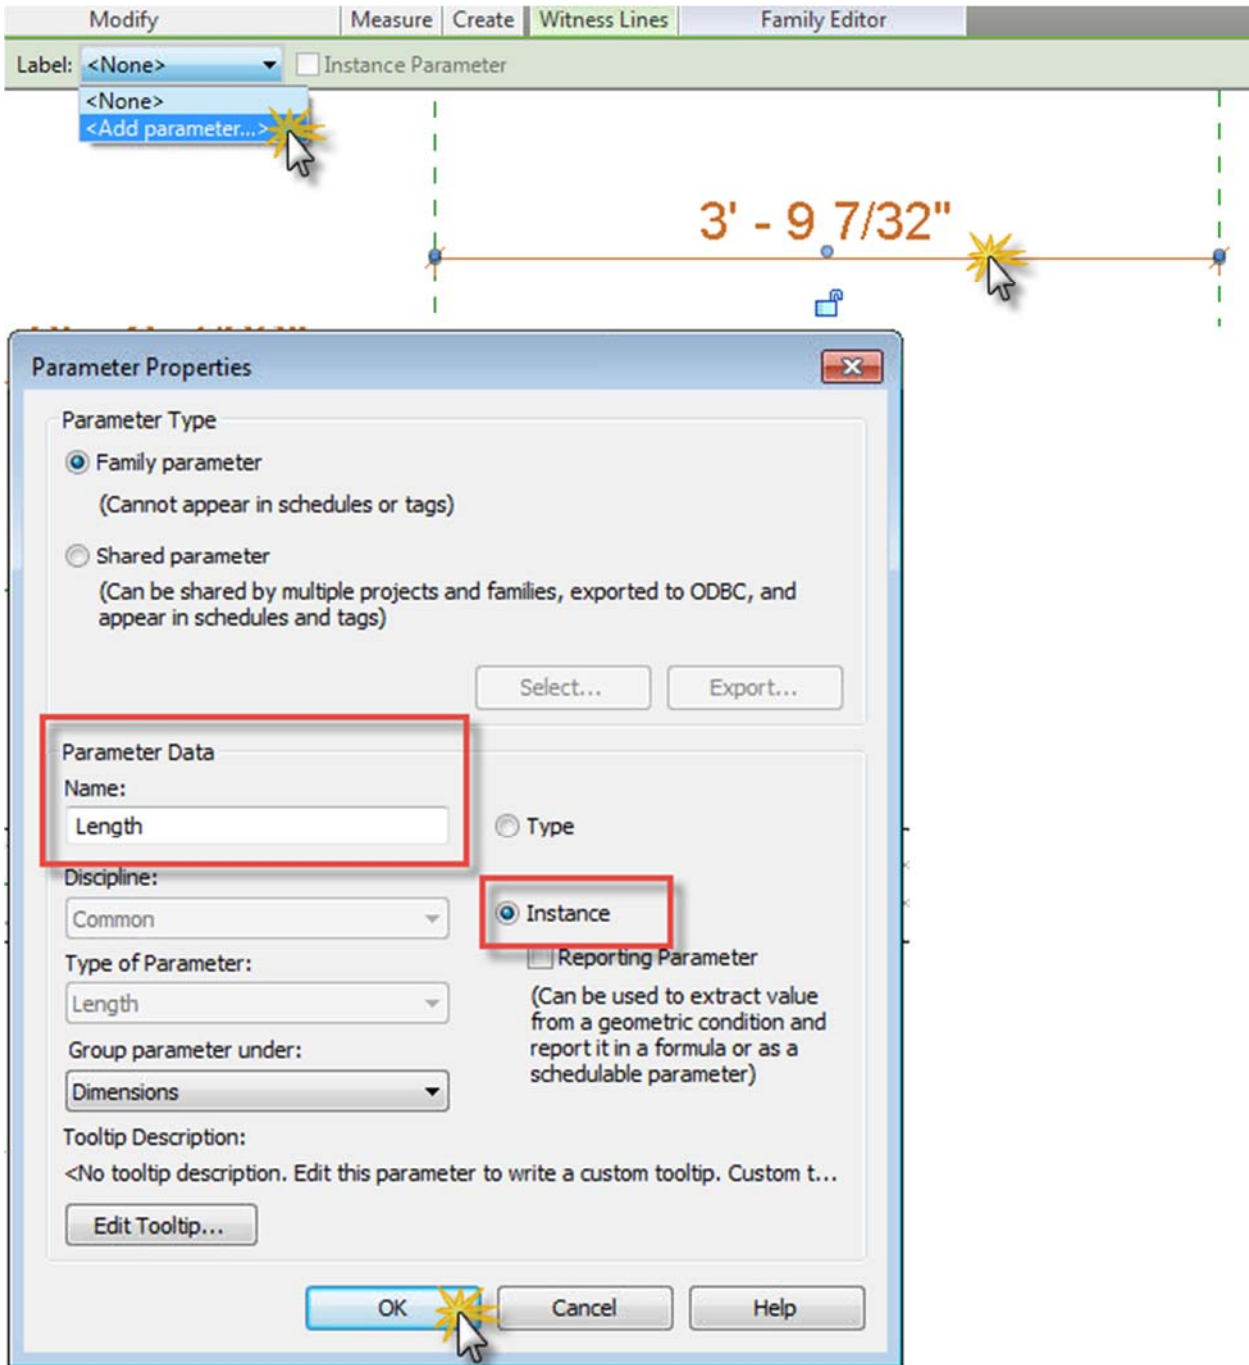 Modify Measure Create Witness Lines Family Editor
Label: <None> Instance Parameter
<None>
<Add parameter...>
3' - 9 7/32"
Parameter Properties
Parameter Type
Family parameter
(Cannot appear in schedules or tags)
Shared parameter
(Can be shared by multiple projects and families, exported to ODBC, and
appear in schedules and tags)
Select... Export...
Parameter Data
Name:
Length
Type
Discipline:
Common
Instance
Type of Parameter:
Length
Reporting Parameter
(Can be used to extract value
from a geometric condition and
report it in a formula or as a
schedulable parameter)
Group parameter under:
Dimensions
Tooltip Description:
<No tooltip description. Edit this parameter to write a custom tooltip. Custom t...
Edit Tooltip...
OK Cancel Help